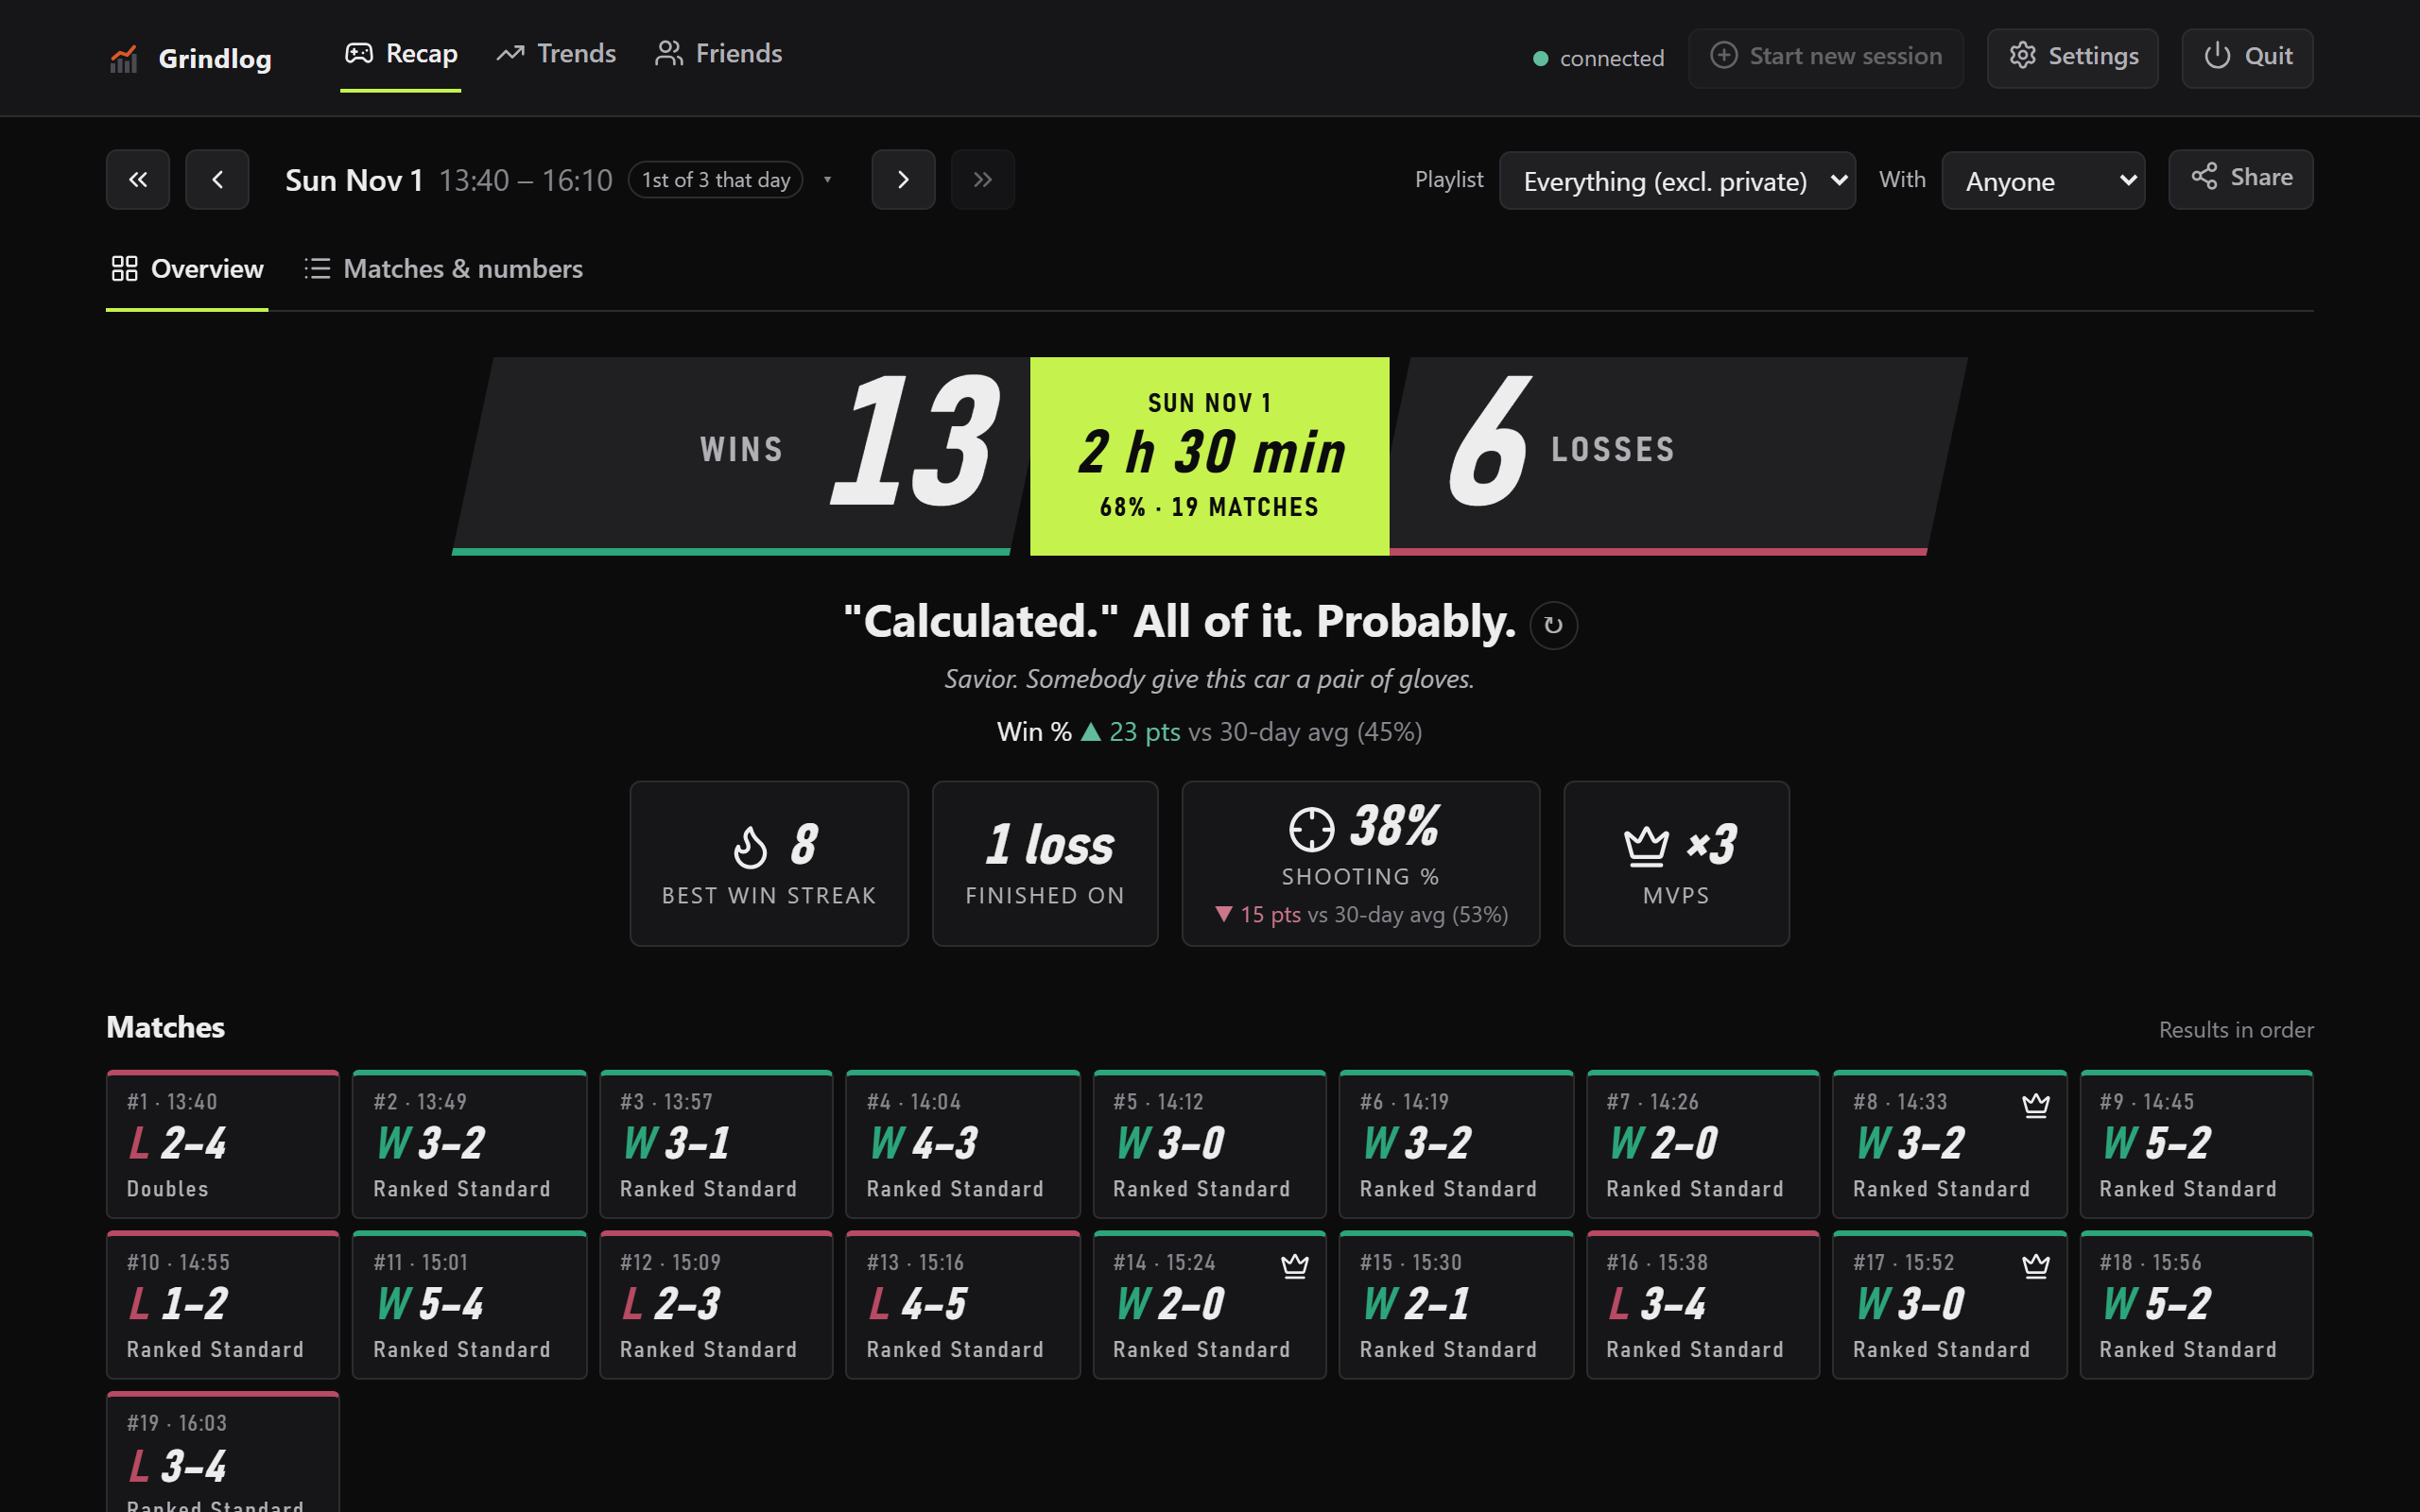 Grindlog Recap Trends Friends connected Start new session Settings Quit
Sun Nov 1 13:40 – 16:10 1st of 3 that day Playlist Everything (excl. private) With Anyone Share
Overview Matches & numbers
WINS 13
SUN NOV 1
2 h 30 min
68% · 19 MATCHES
6 LOSSES
"Calculated." All of it. Probably.
Savior. Somebody give this car a pair of gloves.
Win % ▲ 23 pts vs 30-day avg (45%)
8
BEST WIN STREAK
1 loss
FINISHED ON
38%
SHOOTING %
▼ 15 pts vs 30-day avg (53%)
×3
MVPS
Matches Results in order
#1 · 13:40
L 2–4
Doubles
#2 · 13:49
W 3–2
Ranked Standard
#3 · 13:57
W 3–1
Ranked Standard
#4 · 14:04
W 4–3
Ranked Standard
#5 · 14:12
W 3–0
Ranked Standard
#6 · 14:19
W 3–2
Ranked Standard
#7 · 14:26
W 2–0
Ranked Standard
#8 · 14:33
W 3–2
Ranked Standard
#9 · 14:45
W 5–2
Ranked Standard
#10 · 14:55
L 1–2
Ranked Standard
#11 · 15:01
W 5–4
Ranked Standard
#12 · 15:09
L 2–3
Ranked Standard
#13 · 15:16
L 4–5
Ranked Standard
#14 · 15:24
W 2–0
Ranked Standard
#15 · 15:30
W 2–1
Ranked Standard
#16 · 15:38
L 3–4
Ranked Standard
#17 · 15:52
W 3–0
Ranked Standard
#18 · 15:56
W 5–2
Ranked Standard
#19 · 16:03
L 3–4
Ranked Standard